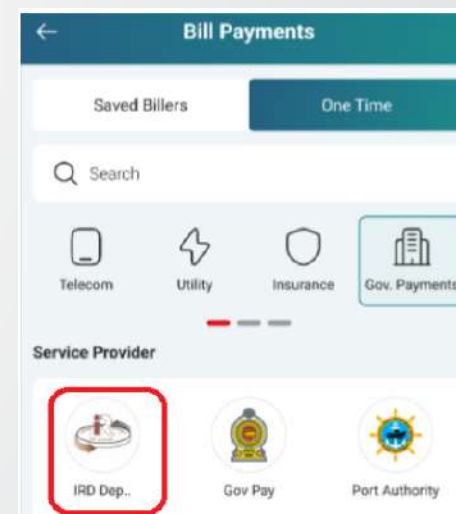 Bill Payments
Saved Billers One Time
Search
Telecom Utility Insurance Gov. Payments
Service Provider
IRD Dep.. Gov Pay Port Authority